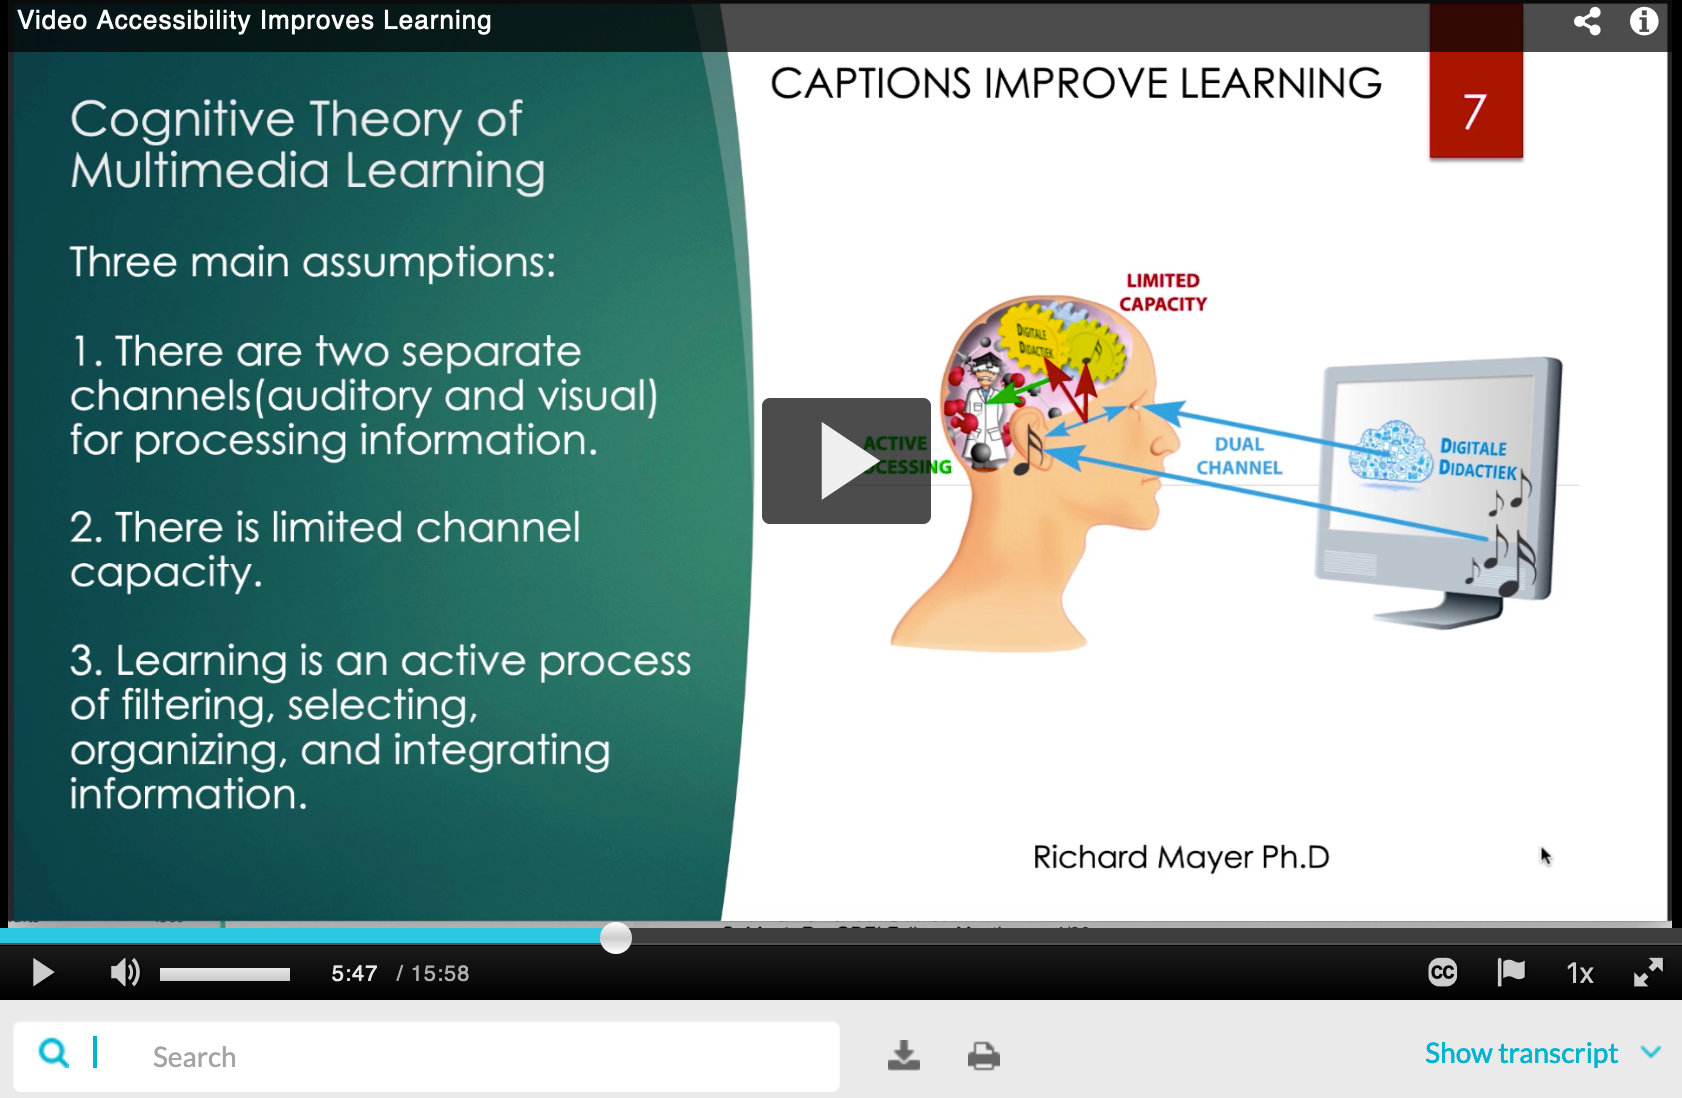 Video Accessibility Improves Learning
Cognitive Theory of
Multimedia Learning
Three main assumptions:
1. There are two separate
channels(auditory and visual)
for processing information.
2. There is limited channel
capacity.
3. Learning is an active process
of filtering, selecting,
organizing, and integrating
information.
CAPTIONS IMPROVE LEARNING
7
LIMITED
CAPACITY
DIGITALE
DIDACTIEK
ACTIVE
CESSING
DUAL
CHANNEL
DIGITALE
DIDACTIEK
Richard Mayer Ph.D
5:47 / 15:58
CC
1x
Search
Show transcript